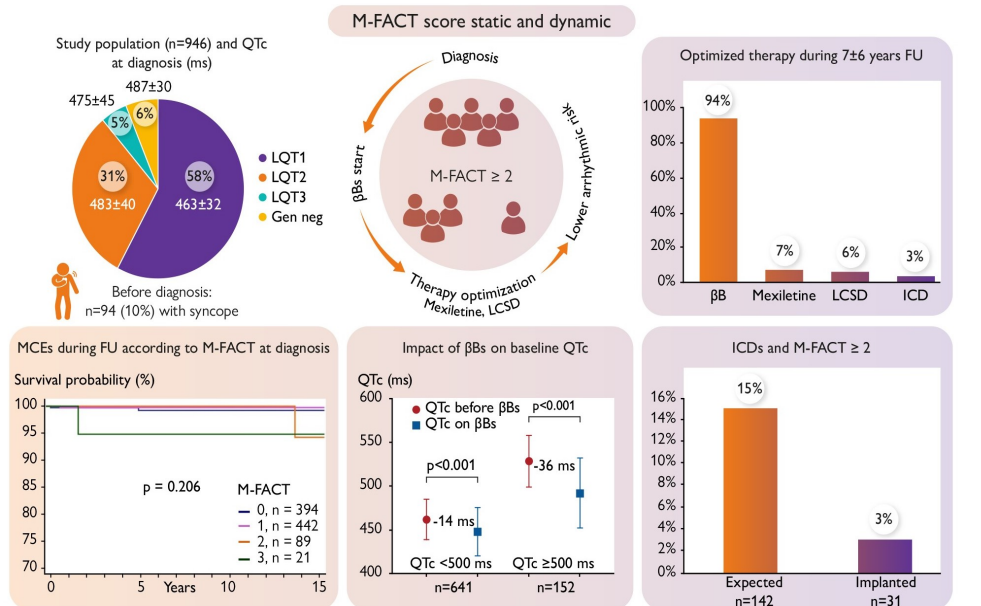 M-FACT score static and dynamic
Study population (n=946) and QTc
at diagnosis (ms)
487±30
475±45
6%
5%
31%
483±40
58%
463±32
LQT1
LQT2
LQT3
Gen neg
Before diagnosis:
n=94 (10%) with syncope
Diagnosis
βBs start
M-FACT ≥ 2
Lower arrhythmic risk
Therapy optimization
Mexiletine, LCSD
Optimized therapy during 7±6 years FU
100%
80%
60%
40%
20%
0%
94%
7%
6%
3%
βB Mexiletine LCSD ICD
MCEs during FU according to M-FACT at diagnosis
Survival probability (%)
100
95
90
85
80
75
70
p = 0.206
M-FACT
0, n = 394
1, n = 442
2, n = 89
3, n = 21
0 5 10 15
Years
Impact of βBs on baseline QTc
QTc (ms)
600
550
500
450
400
QTc before βBs
QTc on βBs
p<0.001
p<0.001
-36 ms
-14 ms
QTc <500 ms QTc ≥500 ms
n=641 n=152
ICDs and M-FACT ≥ 2
16%
14%
12%
10%
8%
6%
4%
2%
0%
15%
3%
Expected Implanted
n=142 n=31